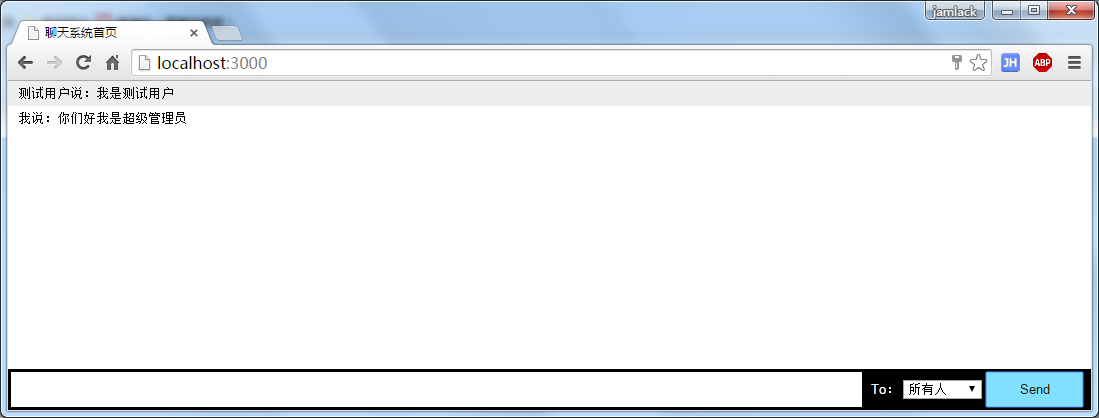 jamlack
聊天系统首页
localhost:3000
JH
ABP
测试用户说：我是测试用户
我说：你们好我是超级管理员
To: 所有人 Send